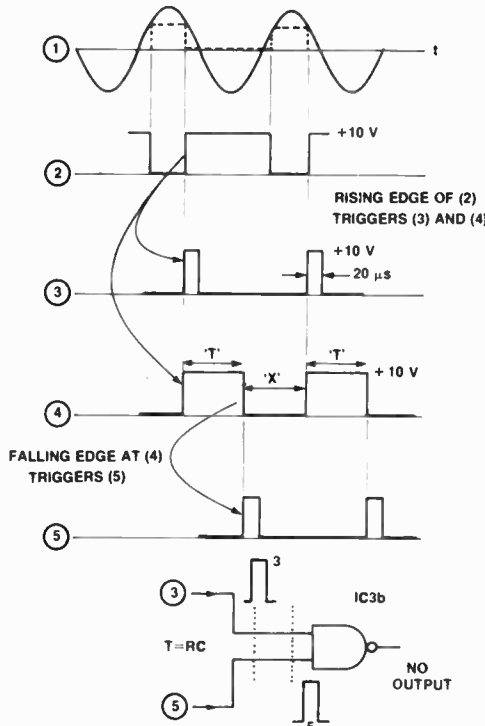 1
t
+10 V
2
RISING EDGE OF (2)
TRIGGERS (3) AND (4)
+10 V
20 µs
3
'T'
'T'
'X'
+ 10 V
4
FALLING EDGE AT (4)
TRIGGERS (5)
5
3
3
IC3b
T=RC
NO
OUTPUT
5
5